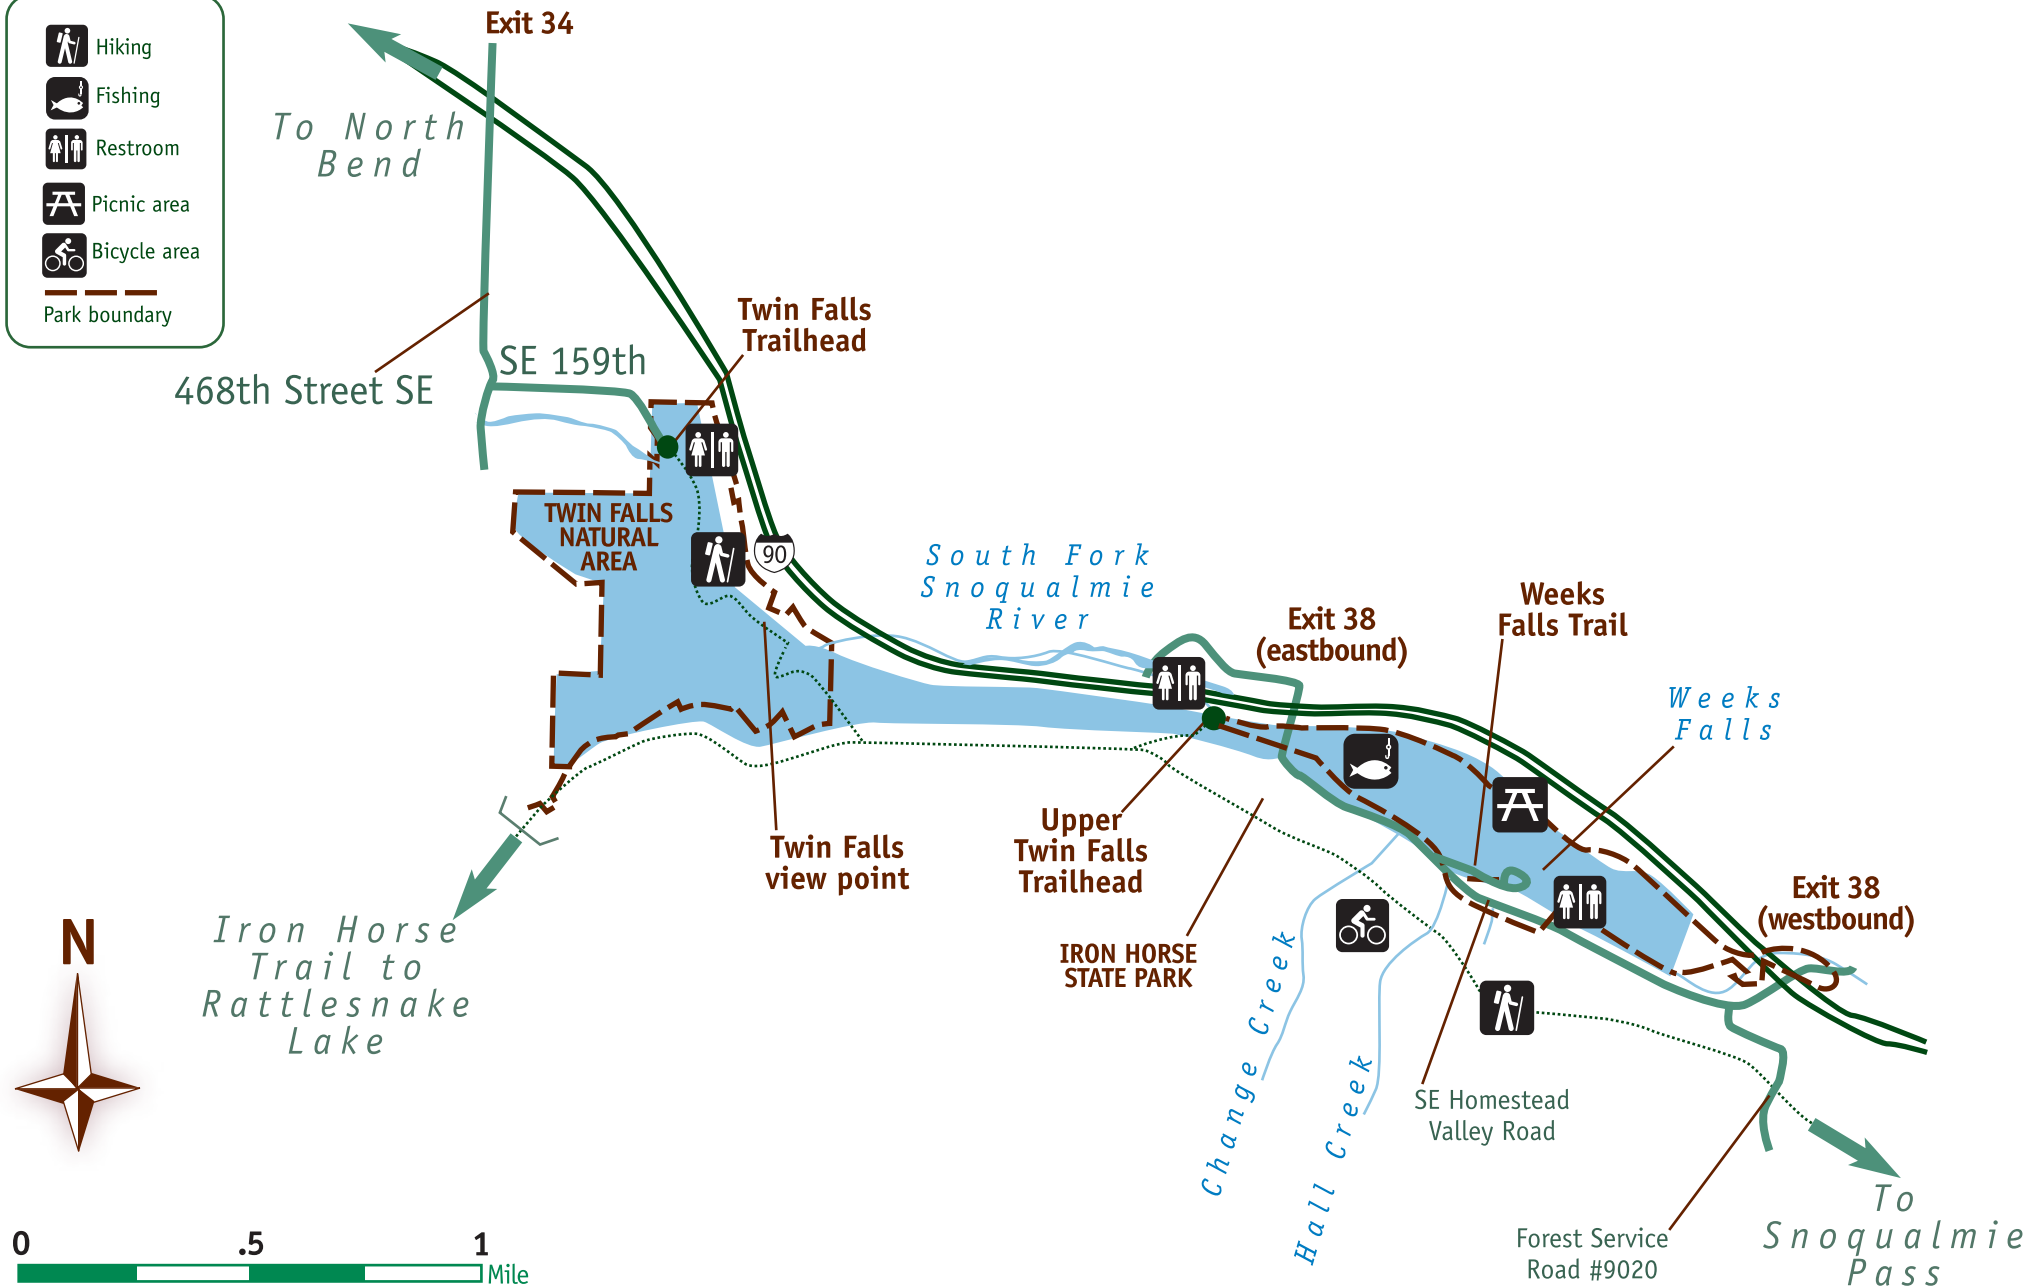 Hiking
Fishing
Restroom
Picnic area
Bicycle area
Park boundary
Exit 34
To North
Bend
Twin Falls
Trailhead
SE 159th
468th Street SE
TWIN FALLS
NATURAL
AREA
90
South Fork
Snoqualmie
River
Exit 38
(eastbound)
Weeks
Falls Trail
Weeks
Falls
Twin Falls
view point
Upper
Twin Falls
Trailhead
Exit 38
(westbound)
IRON HORSE
STATE PARK
Iron Horse
Trail to
Rattlesnake
Lake
N
Change Creek
Hall Creek
SE Homestead
Valley Road
Forest Service
Road #9020
To
Snoqualmie
Pass
0 .5 1
Mile